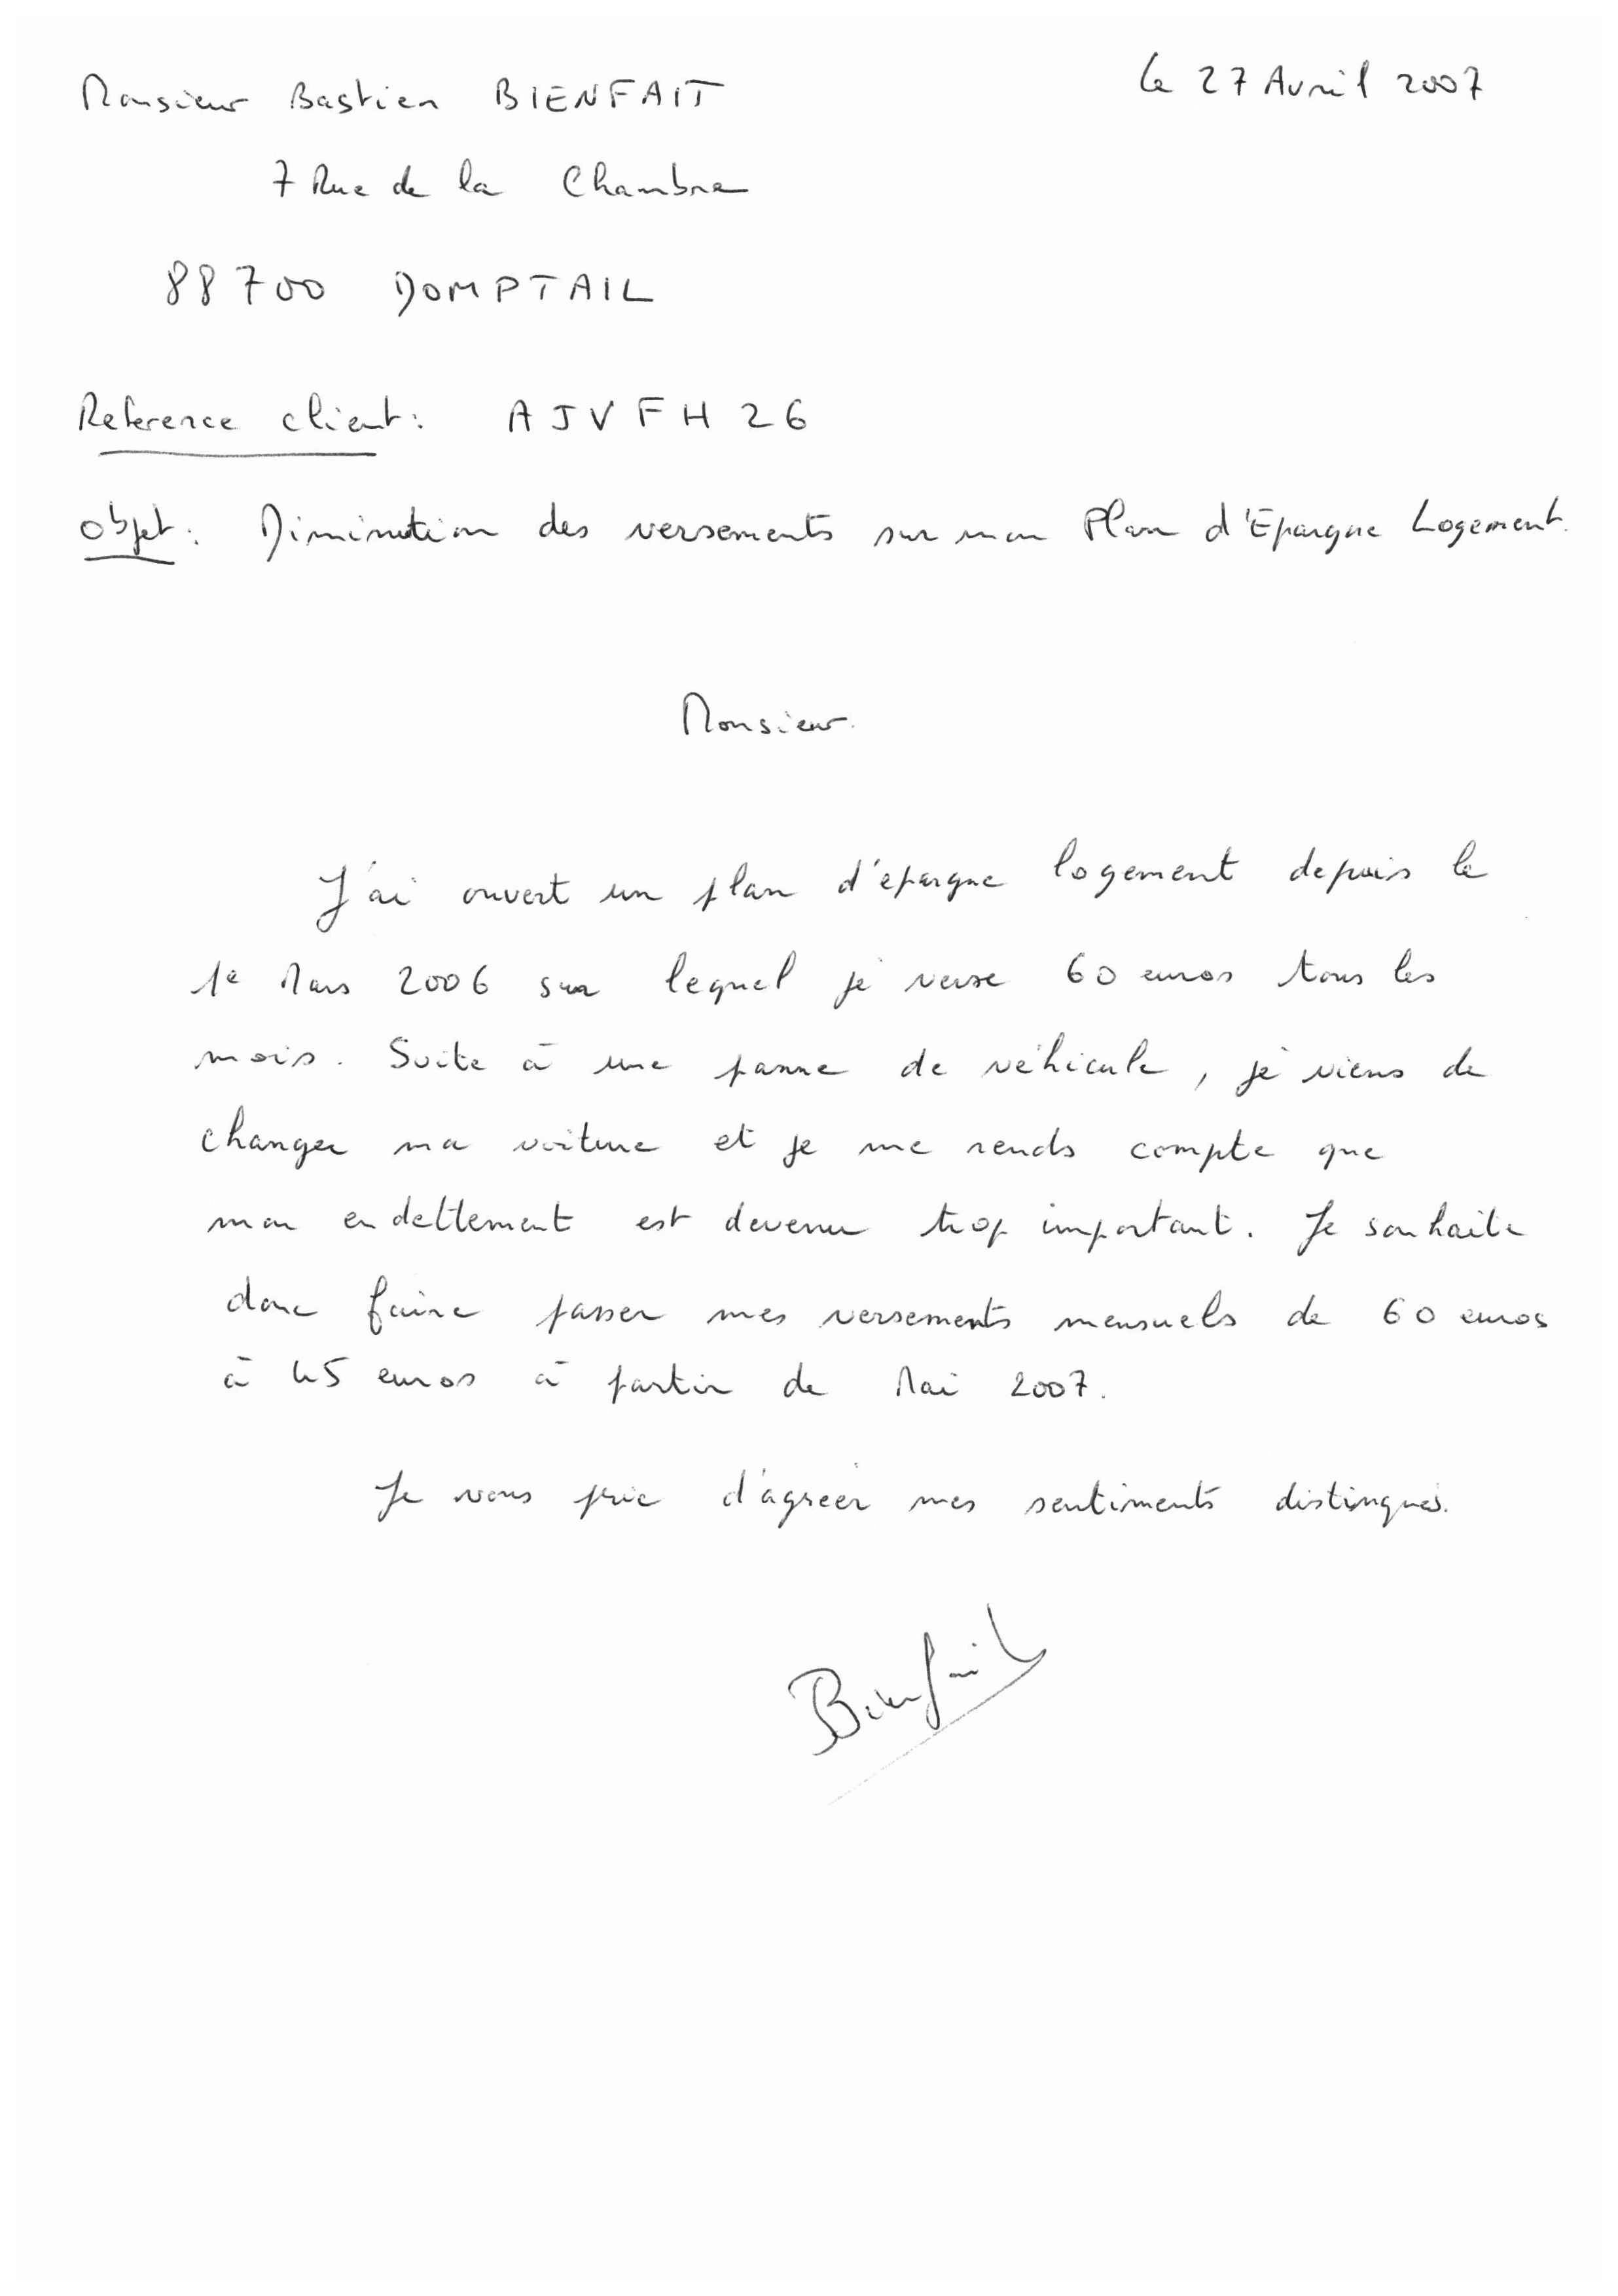 Monsieur Bastien BIENFAIT
Le 27 Avril 2007
7 Rue de la Chambre
88700 DOMPTAIL
Reference client : AJVFH26
Objet : Diminution des versements sur mon Plan d'Epargne Logement.
Monsieur.
J'ai ouvert un plan d'épargne logement depuis le
1e Mars 2006 sur lequel je verse 60 euros tous les
mois. Suite à une panne de véhicule, je viens de
changer ma voiture et je me rends compte que
mon endettement est devenu trop important. Je souhaite
donc faire passer mes versements mensuels de 60 euros
à 45 euros à partir de Mai 2007.
Je vous prie d'agréer mes sentiments distingués.
Bienfait